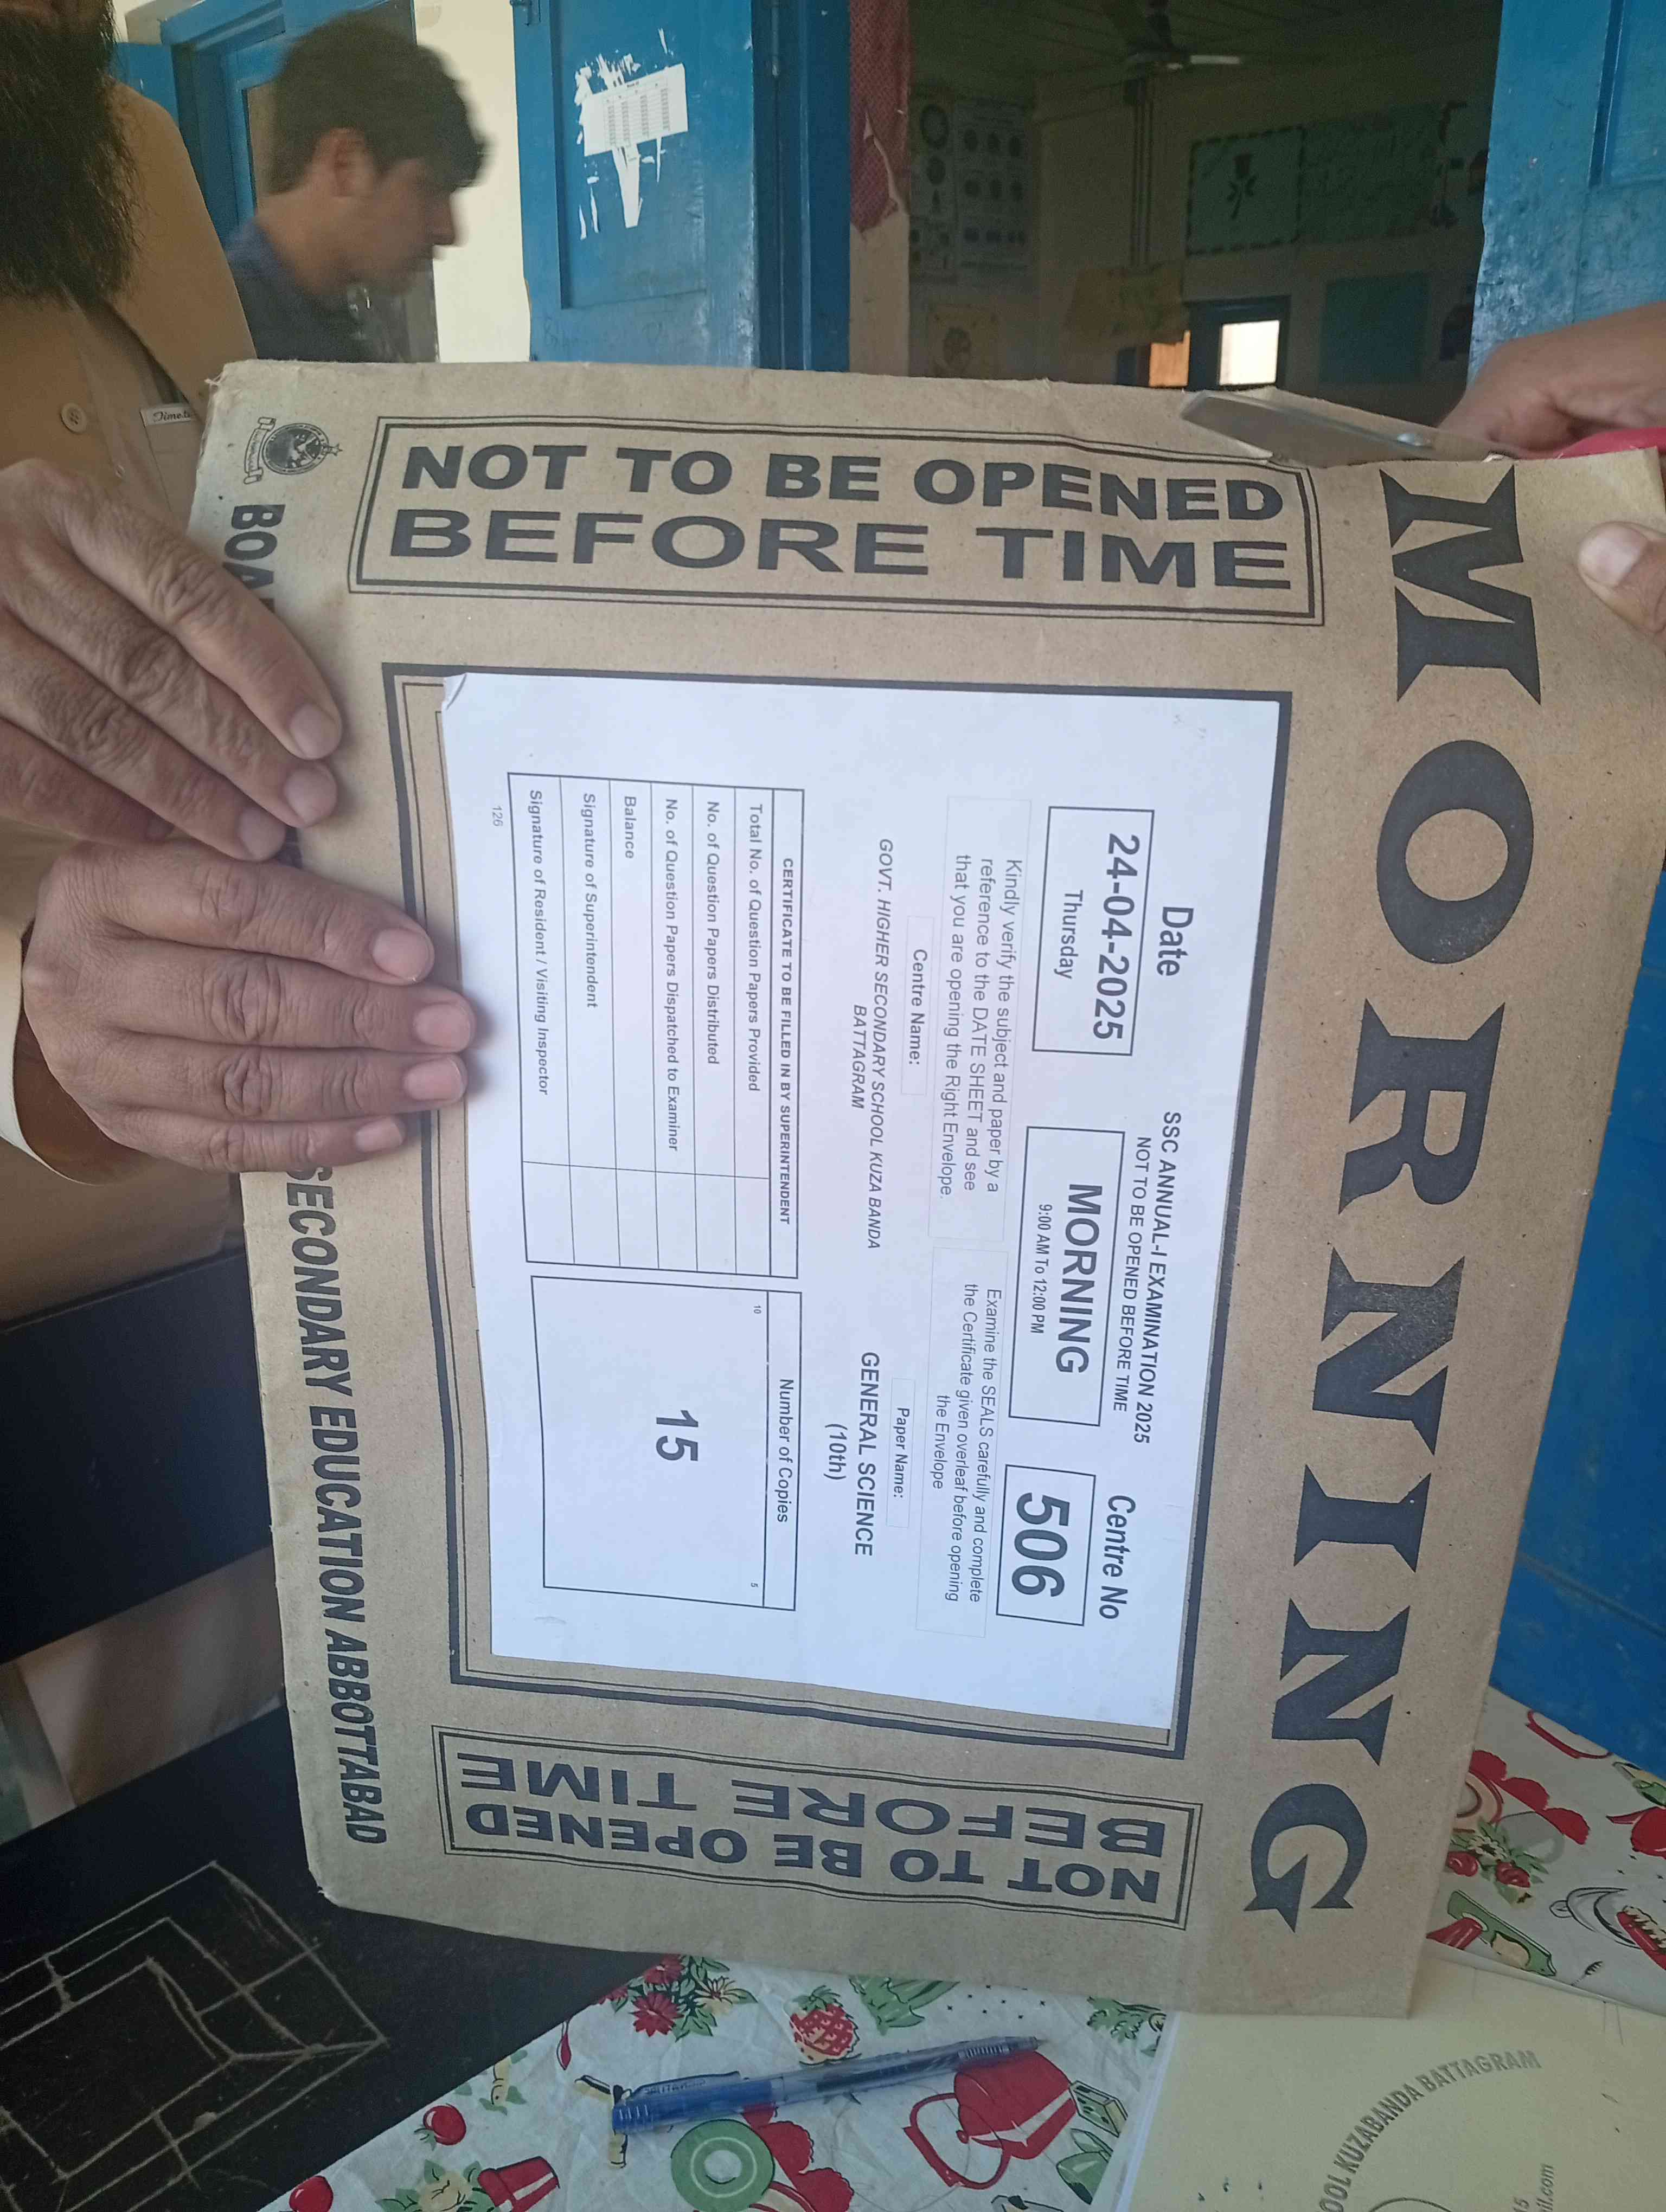 MORNING
NOT TO BE OPENED
BEFORE TIME
Date
24-04-2025
Thursday
SSC ANNUAL-I EXAMINATION 2025
NOT TO BE OPENED BEFORE TIME
MORNING
9:00 AM To 12:00 PM
Centre No
506
Kindly verify the subject and paper by a
reference to the DATE SHEET and see
that you are opening the Right Envelope.
Examine the SEALS carefully and complete
the Certificate given overleaf before opening
the Envelope
Centre Name:
GOVT. HIGHER SECONDARY SCHOOL KUZA BANDA
BATTAGRAM
Paper Name:
GENERAL SCIENCE
(10th)
CERTIFICATE TO BE FILLED IN BY SUPERINTENDENT
Total No. of Question Papers Provided
No. of Question Papers Distributed
No. of Question Papers Dispatched to Examiner
Balance
Signature of Superintendent
Signature of Resident / Visiting Inspector
Number of Copies
10
5
15
126
NOT TO BE OPENED
BEFORE TIME
SECONDARY EDUCATION ABBOTTABAD
KUZABANDA BATTAGRAM